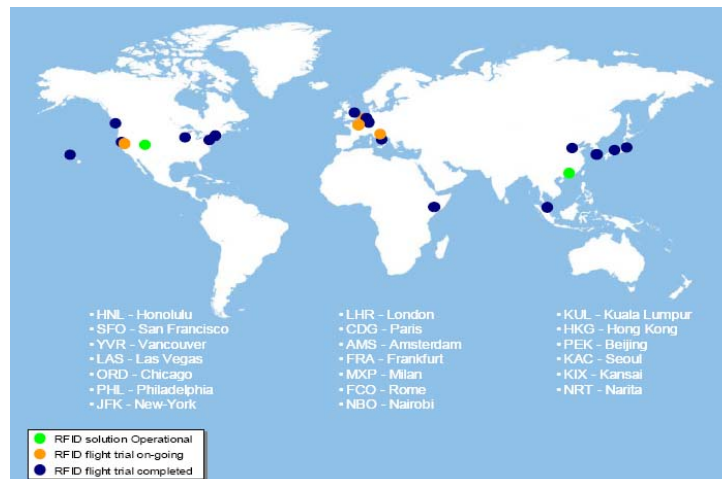 • HNL - Honolulu
• SFO - San Francisco
• YVR - Vancouver
• LAS - Las Vegas
• ORD - Chicago
• PHL - Philadelphia
• JFK - New-York
• LHR - London
• CDG - Paris
• AMS - Amsterdam
• FRA - Frankfurt
• MXP - Milan
• FCO - Rome
• NBO - Nairobi
• KUL - Kuala Lumpur
• HKG - Hong Kong
• PEK - Beijing
• KAC - Seoul
• KIX - Kansai
• NRT - Narita
RFID solution Operational
RFID flight trial on-going
RFID flight trial completed